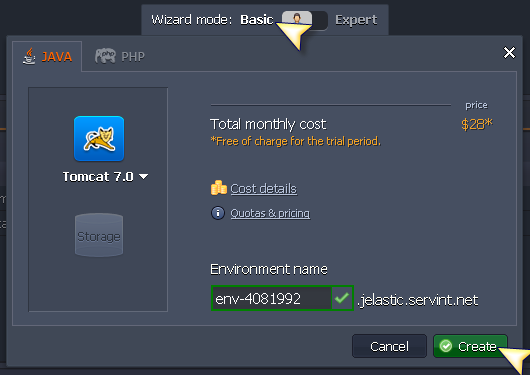 Wizard mode: Basic Expert
JAVA PHP
price
Total monthly cost $28*
*Free of charge for the trial period.
Tomcat 7.0
Cost details
Storage
Quotas & pricing
Environment name
env-4081992 .jelastic.servint.net
Cancel Create